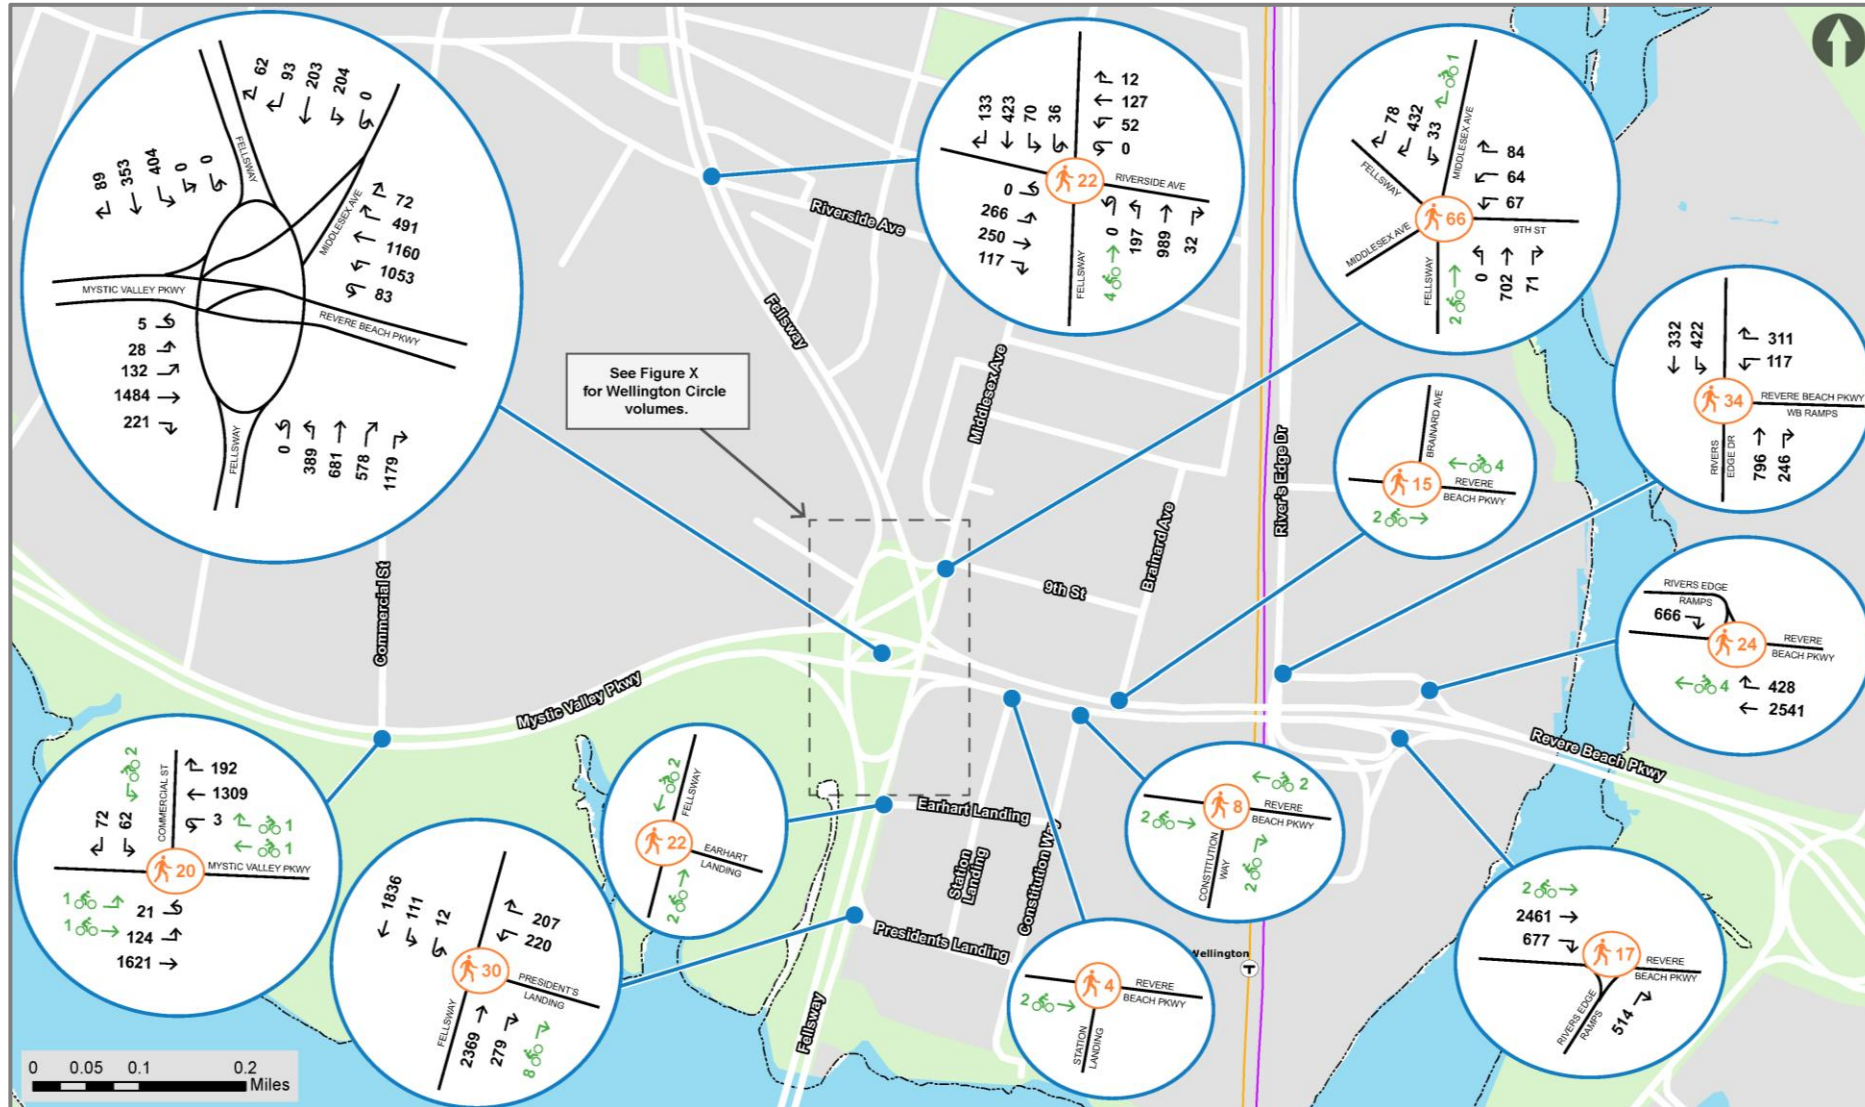 62
93
203
204
0
89
353
404
0
0
FELLSWAY
MIDDLESEX AVE
72
491
1160
1053
83
MYSTIC VALLEY PKWY
REVERE BEACH PKWY
5
28
132
1484
221
FELLSWAY
0
389
681
578
1179
133
423
70
36
12
127
52
0
22
RIVERSIDE AVE
0
266
250
117
FELLSWAY
4
0
197
989
32
78
432
33
1
MIDDLESEX AVE
84
64
67
FELLSWAY
66
9TH ST
MIDDLESEX AVE
FELLSWAY
2
0
702
71
332
422
311
117
34
REVERE BEACH PKWY
WB RAMPS
RIVERS
EDGE DR
796
246
BRAINARD AVE
4
15
REVERE
BEACH PKWY
2
RIVERS EDGE
RAMPS
666
24
REVERE
BEACH PKWY
4
428
2541
See Figure X
for Wellington Circle
volumes.
Riverside Ave
Fellsway
Middlesex Ave
River's Edge Dr
Brainard Ave
9th St
Commercial St
Mystic Valley Pkwy
Revere Beach Pkwy
Earhart Landing
Station
Landing
Constitution Way
Presidents Landing
Fellsway
Wellington
T
2
COMMERCIAL ST
192
1309
3
1
1
72
62
20
MYSTIC VALLEY PKWY
1
21
1
124
1621
1836
111
12
207
220
30
PRESIDENT'S
LANDING
FELLSWAY
2369
279
8
2
FELLSWAY
22
EARHART
LANDING
2
2
8
REVERE
BEACH PKWY
2
CONSTITUTION
WAY
2
4
REVERE
BEACH PKWY
2
STATION
LANDING
2
2461
677
17
REVERE
BEACH PKWY
RIVERS EDGE
RAMPS
514
0 0.05 0.1 0.2
Miles